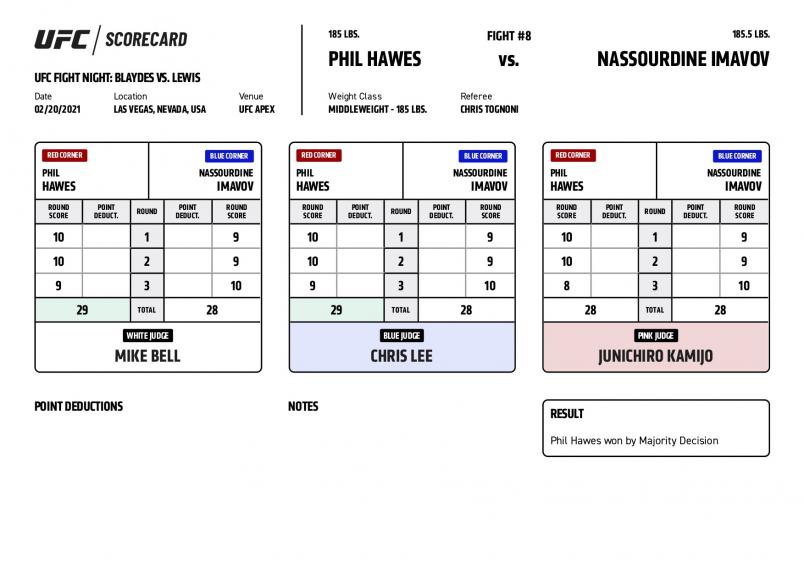 UFC / SCORECARD
UFC FIGHT NIGHT: BLAYDES VS. LEWIS
Date Location Venue
02/20/2021 LAS VEGAS, NEVADA, USA UFC APEX
185 LBS. FIGHT #8 185.5 LBS.
PHIL HAWES VS. NASSOURDINE IMAVOV
Weight Class Referee
MIDDLEWEIGHT - 185 LBS. CHRIS TOGNONI
RED CORNER BLUE CORNER
PHIL NASSOURDINE
HAWES IMAVOV
ROUND POINT ROUND POINT ROUND
SCORE DEDUCT. DEDUCT. SCORE
10 1 9
10 2 9
9 3 10
29 TOTAL 28
WHITE JUDGE
MIKE BELL
RED CORNER BLUE CORNER
PHIL NASSOURDINE
HAWES IMAVOV
ROUND POINT ROUND POINT ROUND
SCORE DEDUCT. DEDUCT. SCORE
10 1 9
10 2 9
9 3 10
29 TOTAL 28
BLUE JUDGE
CHRIS LEE
RED CORNER BLUE CORNER
PHIL NASSOURDINE
HAWES IMAVOV
ROUND POINT ROUND POINT ROUND
SCORE DEDUCT. DEDUCT. SCORE
10 1 9
10 2 9
8 3 10
28 TOTAL 28
PINK JUDGE
JUNICHIRO KAMIJO
POINT DEDUCTIONS
NOTES
RESULT
Phil Hawes won by Majority Decision